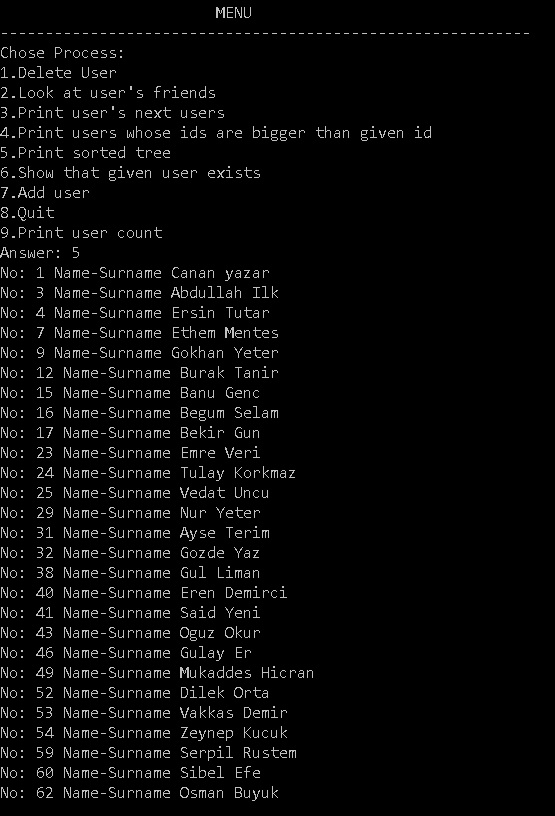 MENU
-----------------------------------------------------------
Chose Process:
1.Delete User
2.Look at user's friends
3.Print user's next users
4.Print users whose ids are bigger than given id
5.Print sorted tree
6.Show that given user exists
7.Add user
8.Quit
9.Print user count
Answer: 5
No: 1 Name-Surname Canan yazar
No: 3 Name-Surname Abdullah Ilk
No: 4 Name-Surname Ersin Tutar
No: 7 Name-Surname Ethem Mentes
No: 9 Name-Surname Gokhan Yeter
No: 12 Name-Surname Burak Tanir
No: 15 Name-Surname Banu Genc
No: 16 Name-Surname Begum Selam
No: 17 Name-Surname Bekir Gun
No: 23 Name-Surname Emre Veri
No: 24 Name-Surname Tulay Korkmaz
No: 25 Name-Surname Vedat Uncu
No: 29 Name-Surname Nur Yeter
No: 31 Name-Surname Ayse Terim
No: 32 Name-Surname Gozde Yaz
No: 38 Name-Surname Gul Liman
No: 40 Name-Surname Eren Demirci
No: 41 Name-Surname Said Yeni
No: 43 Name-Surname Oguz Okur
No: 46 Name-Surname Gulay Er
No: 49 Name-Surname Mukaddes Hicran
No: 52 Name-Surname Dilek Orta
No: 53 Name-Surname Vakkas Demir
No: 54 Name-Surname Zeynep Kucuk
No: 59 Name-Surname Serpil Rustem
No: 60 Name-Surname Sibel Efe
No: 62 Name-Surname Osman Buyuk